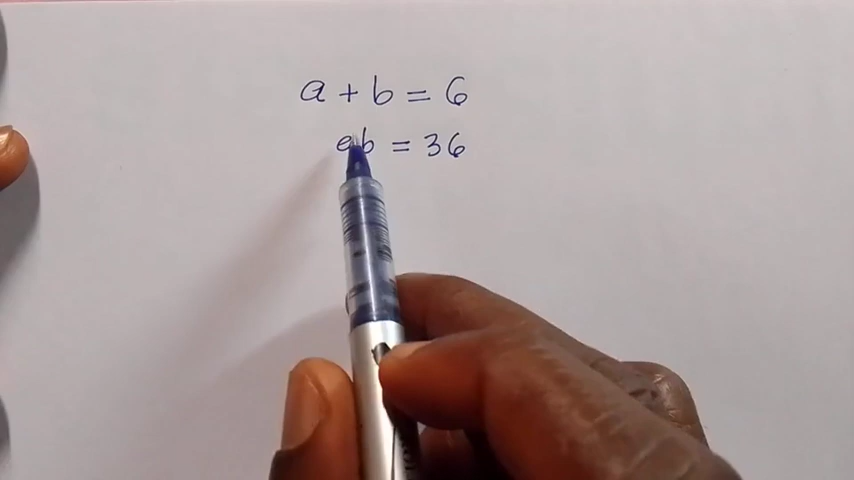 a + b = 6
ab = 36